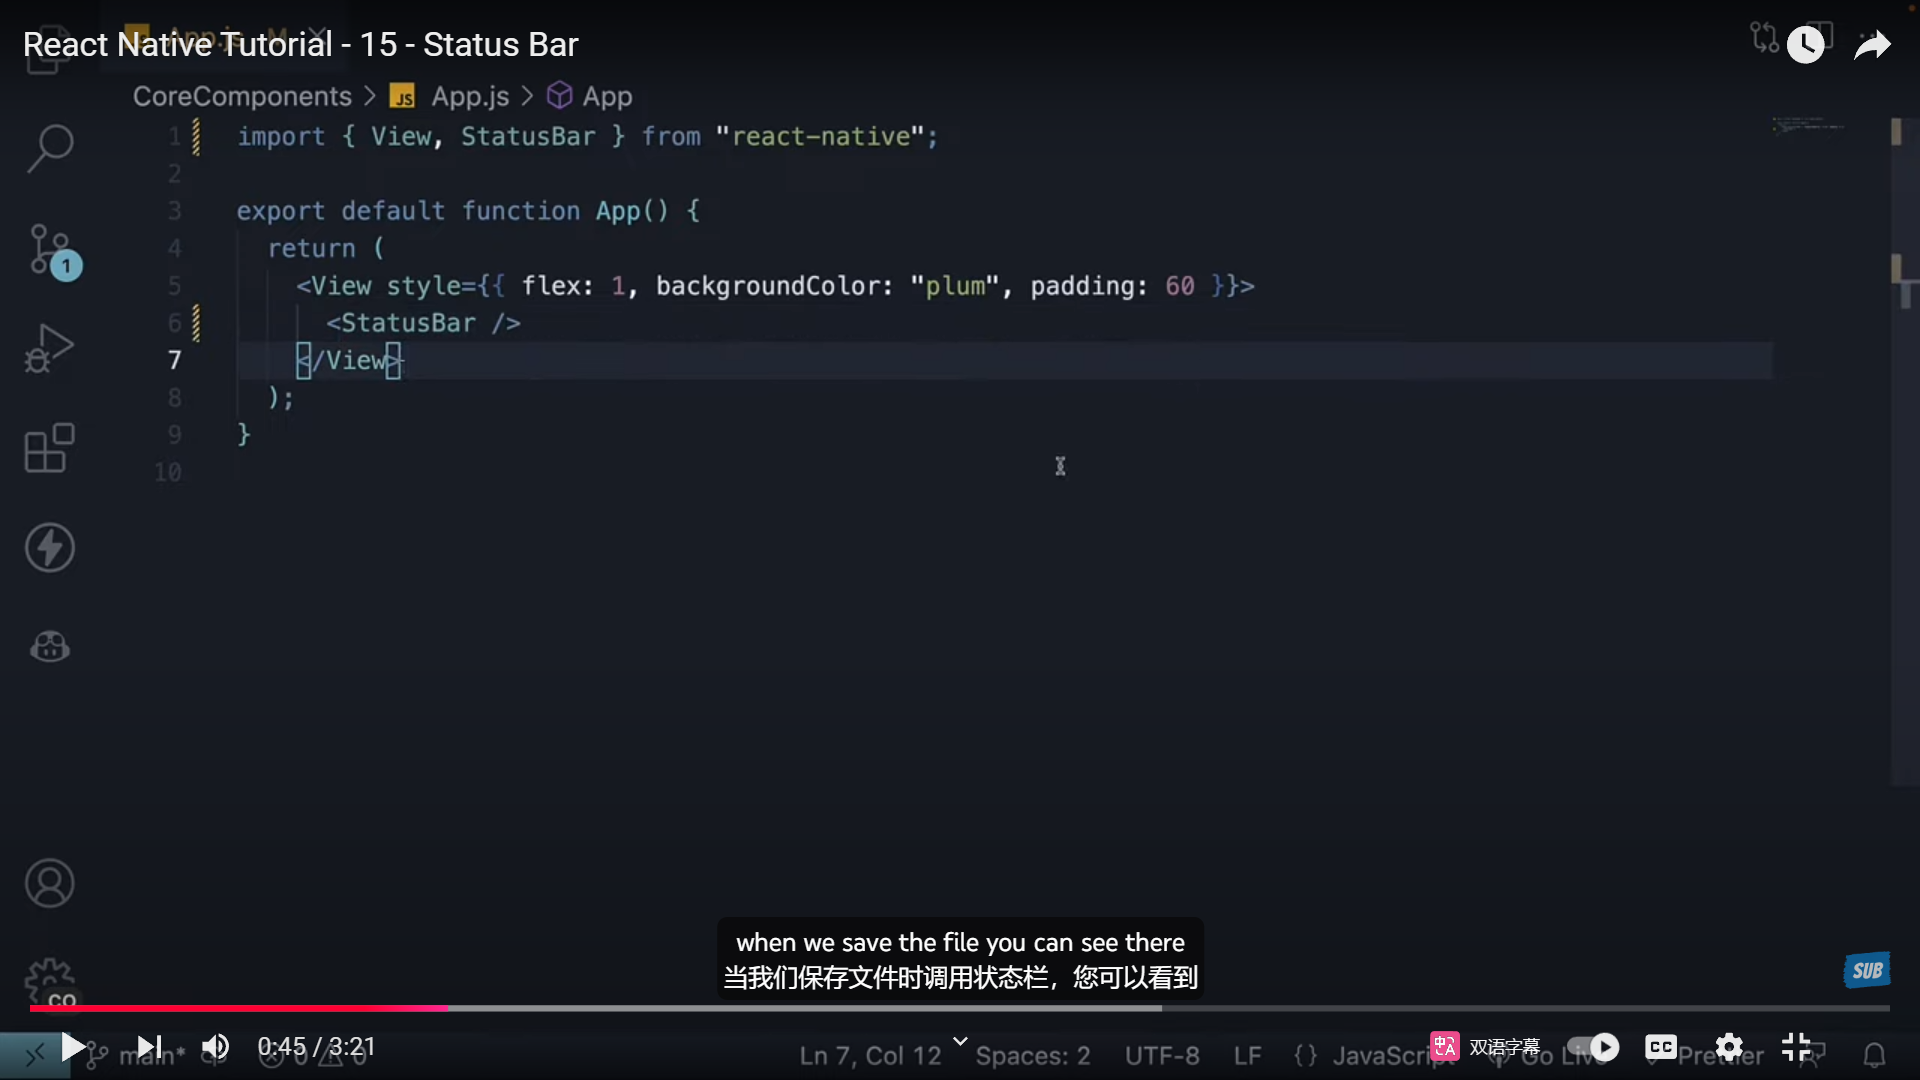 React Native Tutorial - 15 - Status Bar
CoreComponents > JS App.js > App
1 import { View, StatusBar } from "react-native";
2
3 export default function App() {
4 return (
5 <View style={{ flex: 1, backgroundColor: "plum", padding: 60 }}>
6 <StatusBar />
7 </View>
8 );
9 }
10
1
when we save the file you can see there
当我们保存文件时调用状态栏，您可以看到
SUB
CO
0:45 / 3:21
main*
Ln 7, Col 12 Spaces: 2 UTF-8 LF {} JavaScript Go Live Prettier
双语字幕
CC